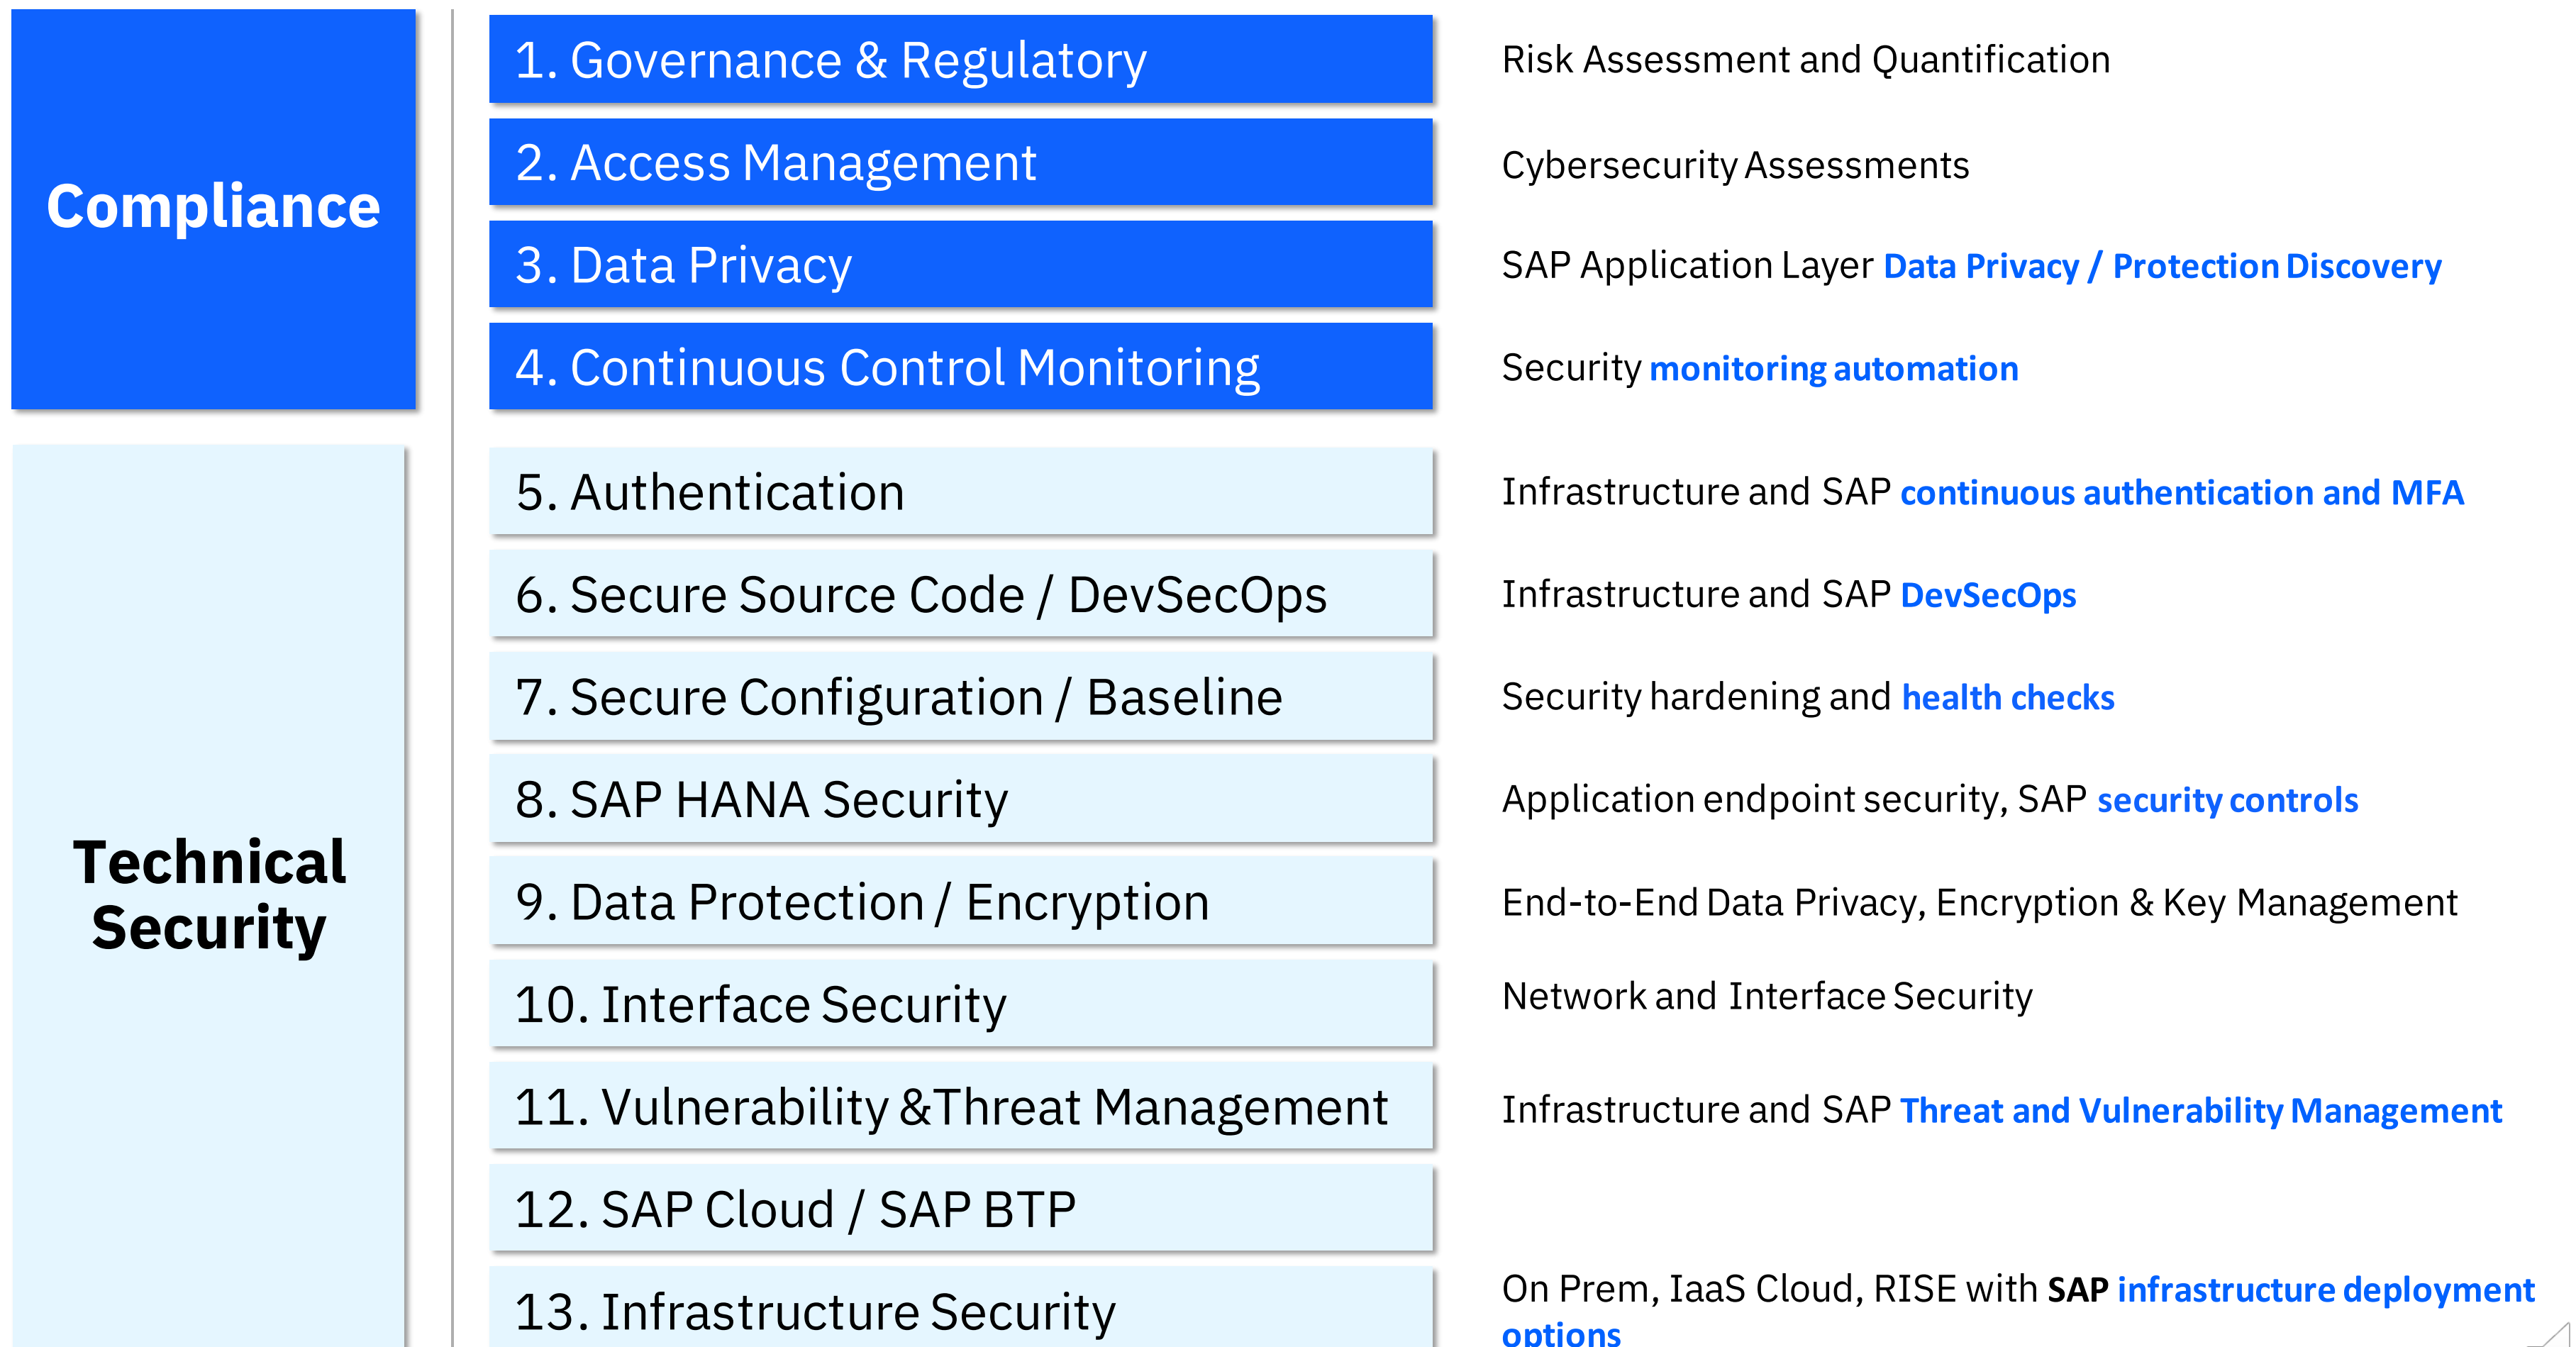 Compliance
1. Governance & Regulatory
Risk Assessment and Quantification
2. Access Management
Cybersecurity Assessments
3. Data Privacy
SAP Application Layer Data Privacy / Protection Discovery
4. Continuous Control Monitoring
Security monitoring automation
Technical
Security
5. Authentication
Infrastructure and SAP continuous authentication and MFA
6. Secure Source Code / DevSecOps
Infrastructure and SAP DevSecOps
7. Secure Configuration / Baseline
Security hardening and health checks
8. SAP HANA Security
Application endpoint security, SAP security controls
9. Data Protection / Encryption
End-to-End Data Privacy, Encryption & Key Management
10. Interface Security
Network and Interface Security
11. Vulnerability &Threat Management
Infrastructure and SAP Threat and Vulnerability Management
12. SAP Cloud / SAP BTP
13. Infrastructure Security
On Prem, IaaS Cloud, RISE with SAP infrastructure deployment
options